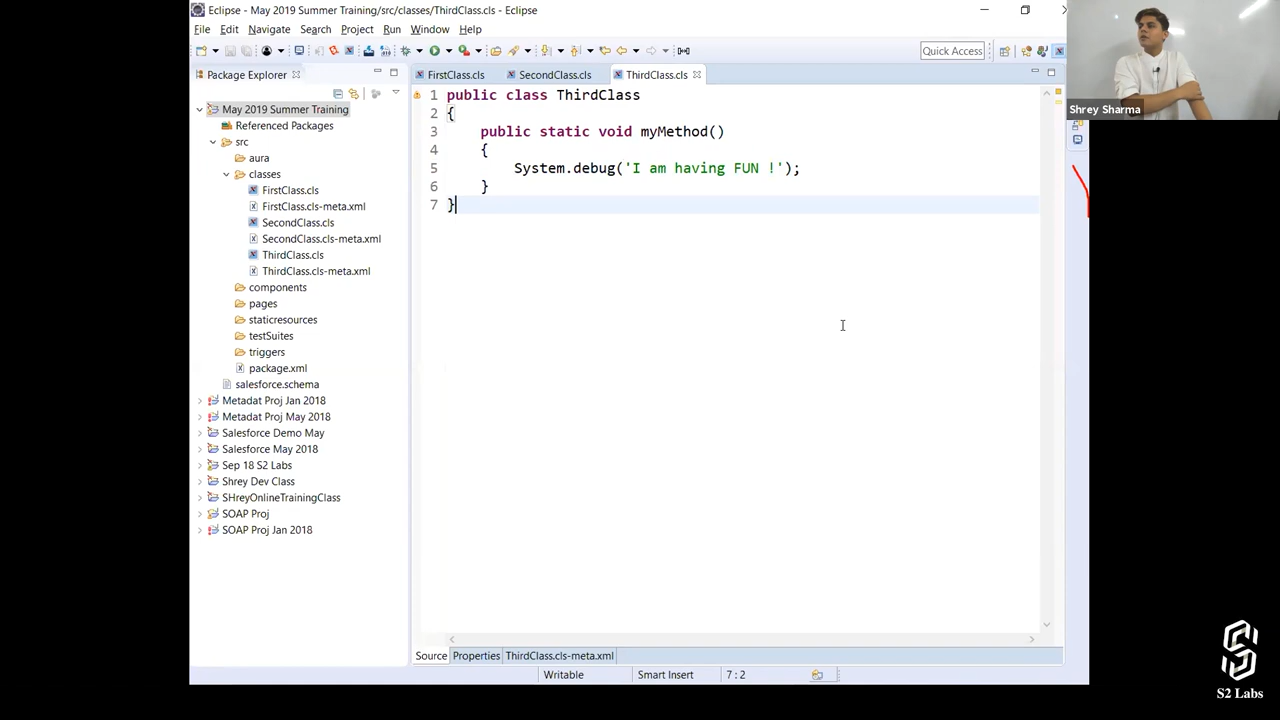 Eclipse - May 2019 Summer Training/src/classes/ThirdClass.cls - Eclipse
File Edit Navigate Search Project Run Window Help
Quick Access
Package Explorer
FirstClass.cls SecondClass.cls ThirdClass.cls
Shrey Sharma
May 2019 Summer Training
Referenced Packages
src
aura
classes
FirstClass.cls
FirstClass.cls-meta.xml
SecondClass.cls
SecondClass.cls-meta.xml
ThirdClass.cls
ThirdClass.cls-meta.xml
components
pages
staticresources
testSuites
triggers
package.xml
salesforce.schema
Metadat Proj Jan 2018
Metadat Proj May 2018
Salesforce Demo May
Salesforce May 2018
Sep 18 S2 Labs
Shrey Dev Class
SHreyOnlineTrainingClass
SOAP Proj
SOAP Proj Jan 2018
1 public class ThirdClass
2 {
3 public static void myMethod()
4 {
5 System.debug('I am having FUN !');
6 }
7 }
Source Properties ThirdClass.cls-meta.xml
Writable Smart Insert 7 : 2
S2 Labs